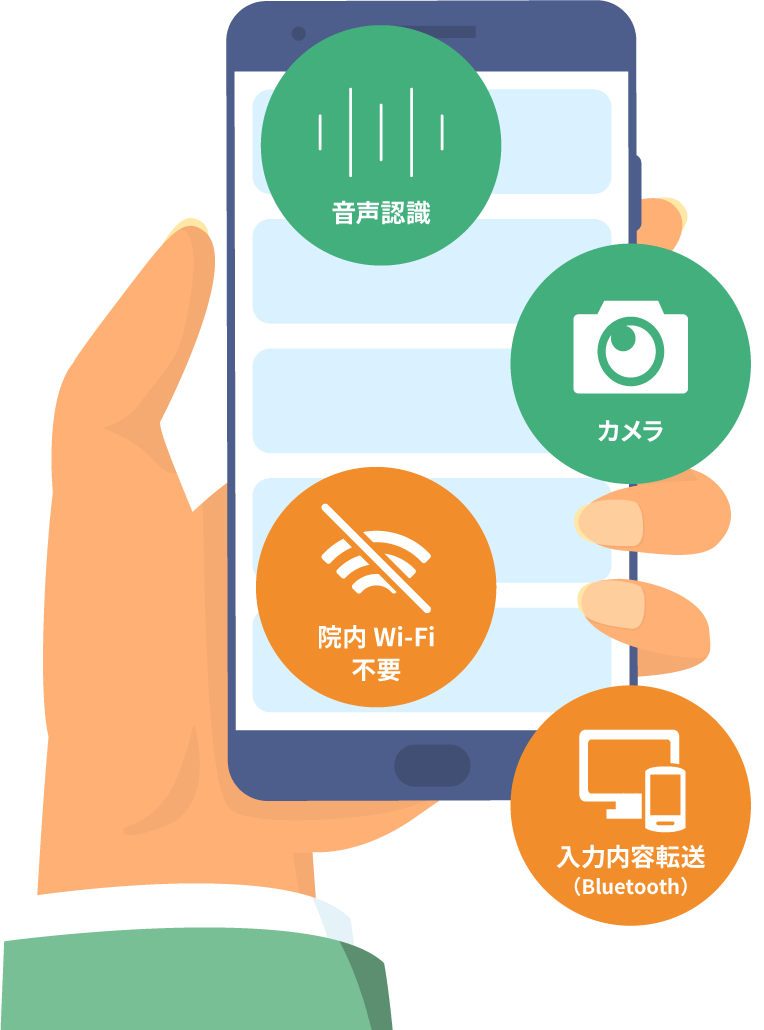 音声認識
カメラ
院内 Wi-Fi
不要
入力内容転送
（Bluetooth）